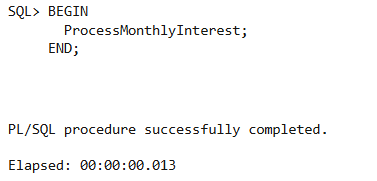 SQL> BEGIN
       ProcessMonthlyInterest;
     END;
PL/SQL procedure successfully completed.
Elapsed: 00:00:00.013